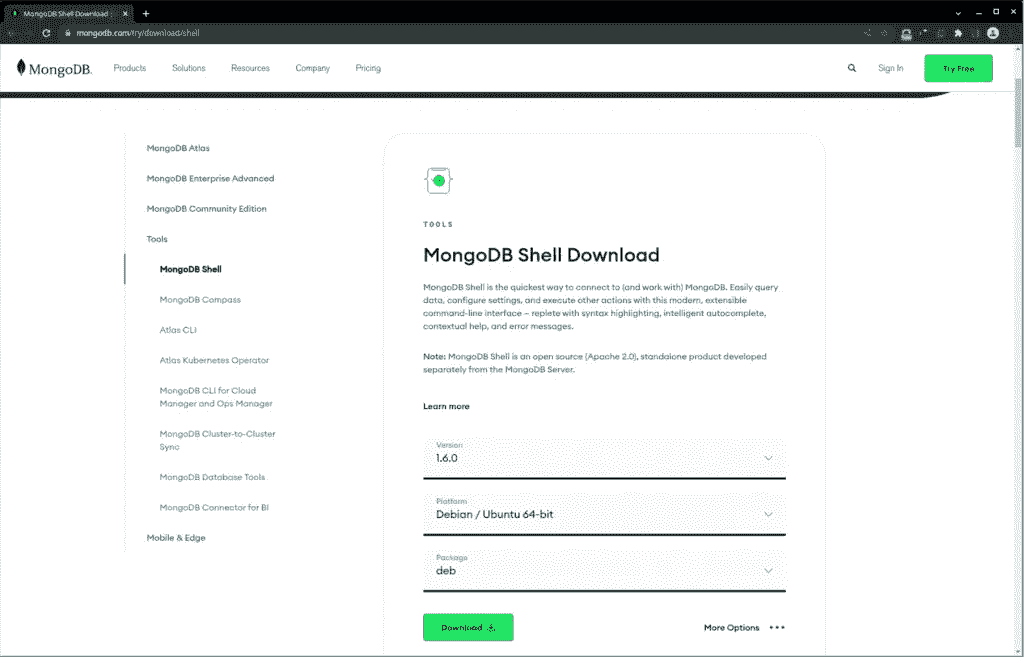 MongoDB Shell Download
mongodb.com/try/download/shell
MongoDB.
Products
Solutions
Resources
Company
Pricing
Sign In
Try Free
MongoDB Atlas
MongoDB Enterprise Advanced
MongoDB Community Edition
Tools
MongoDB Shell
MongoDB Compass
Atlas CLI
Atlas Kubernetes Operator
MongoDB CLI for Cloud
Manager and Ops Manager
MongoDB Cluster-to-Cluster
Sync
MongoDB Database Tools
MongoDB Connector for BI
Mobile & Edge
TOOLS
MongoDB Shell Download
MongoDB Shell is the quickest way to connect to (and work with) MongoDB. Easily query
data, configure settings, and execute other actions with this modern, extensible
command-line interface — replete with syntax highlighting, intelligent autocomplete,
contextual help, and error messages.
Note: MongoDB Shell is an open source (Apache 2.0), standalone product developed
separately from the MongoDB Server.
Learn more
Version
1.6.0
Platform
Debian / Ubuntu 64-bit
Package
deb
Download
More Options